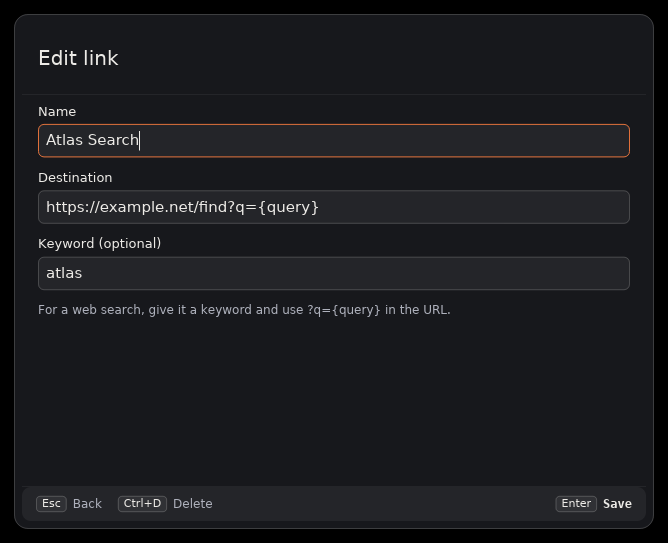 Edit link
Name
Atlas Search
Destination
https://example.net/find?q={query}
Keyword (optional)
atlas
For a web search, give it a keyword and use ?q={query} in the URL.
Esc Back Ctrl+D Delete Enter Save